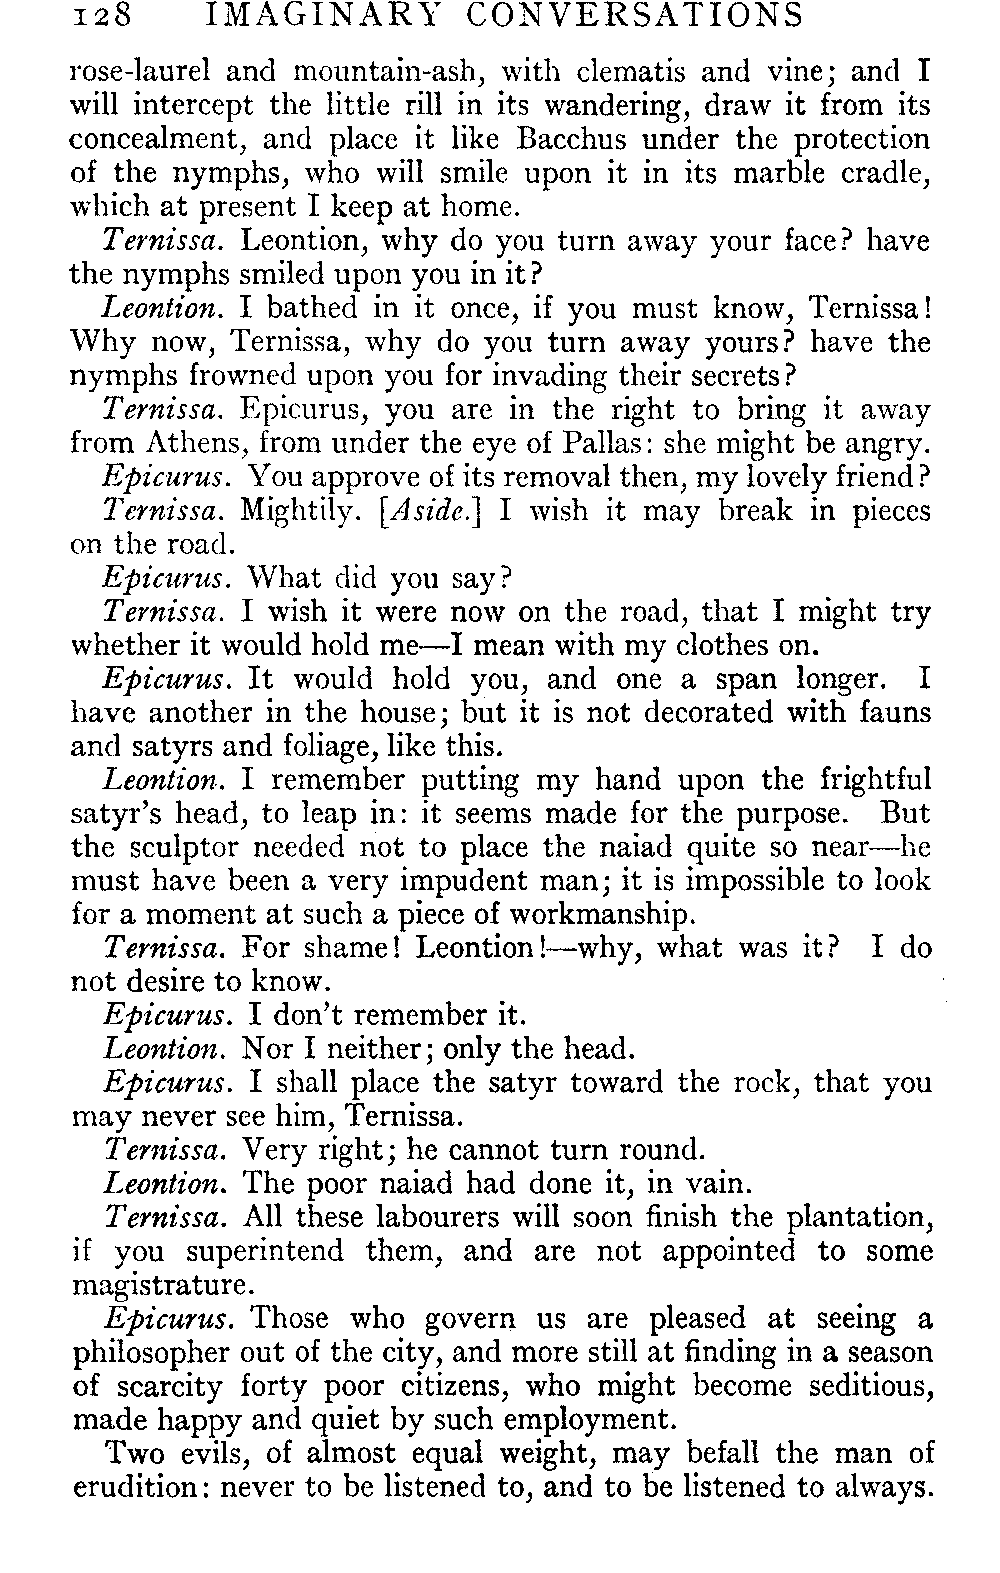 128 IMAGINARY CONVERSATIONS
rose-laurel and mountain-ash, with clematis and vine; and I
will intercept the little rill in its wandering, draw it from its
concealment, and place it like Bacchus under the protection
of the nymphs, who will smile upon it in its marble cradle,
which at present I keep at home.
Ternissa. Leontion, why do you turn away your face? have
the nymphs smiled upon you in it?
Leontion. I bathed in it once, if you must know, Ternissa!
Why now, Ternissa, why do you turn away yours? have the
nymphs frowned upon you for invading their secrets?
Ternissa. Epicurus, you are in the right to bring it away
from Athens, from under the eye of Pallas: she might be angry.
Epicurus. You approve of its removal then, my lovely friend?
Ternissa. Mightily. [Aside.] I wish it may break in pieces
on the road.
Epicurus. What did you say?
Ternissa. I wish it were now on the road, that I might try
whether it would hold me—I mean with my clothes on.
Epicurus. It would hold you, and one a span longer. I
have another in the house; but it is not decorated with fauns
and satyrs and foliage, like this.
Leontion. I remember putting my hand upon the frightful
satyr's head, to leap in: it seems made for the purpose. But
the sculptor needed not to place the naiad quite so near—he
must have been a very impudent man; it is impossible to look
for a moment at such a piece of workmanship.
Ternissa. For shame! Leontion!—why, what was it? I do
not desire to know.
Epicurus. I don't remember it.
Leontion. Nor I neither; only the head.
Epicurus. I shall place the satyr toward the rock, that you
may never see him, Ternissa.
Ternissa. Very right; he cannot turn round.
Leontion. The poor naiad had done it, in vain.
Ternissa. All these labourers will soon finish the plantation,
if you superintend them, and are not appointed to some
magistrature.
Epicurus. Those who govern us are pleased at seeing a
philosopher out of the city, and more still at finding in a season
of scarcity forty poor citizens, who might become seditious,
made happy and quiet by such employment.
Two evils, of almost equal weight, may befall the man of
erudition: never to be listened to, and to be listened to always.